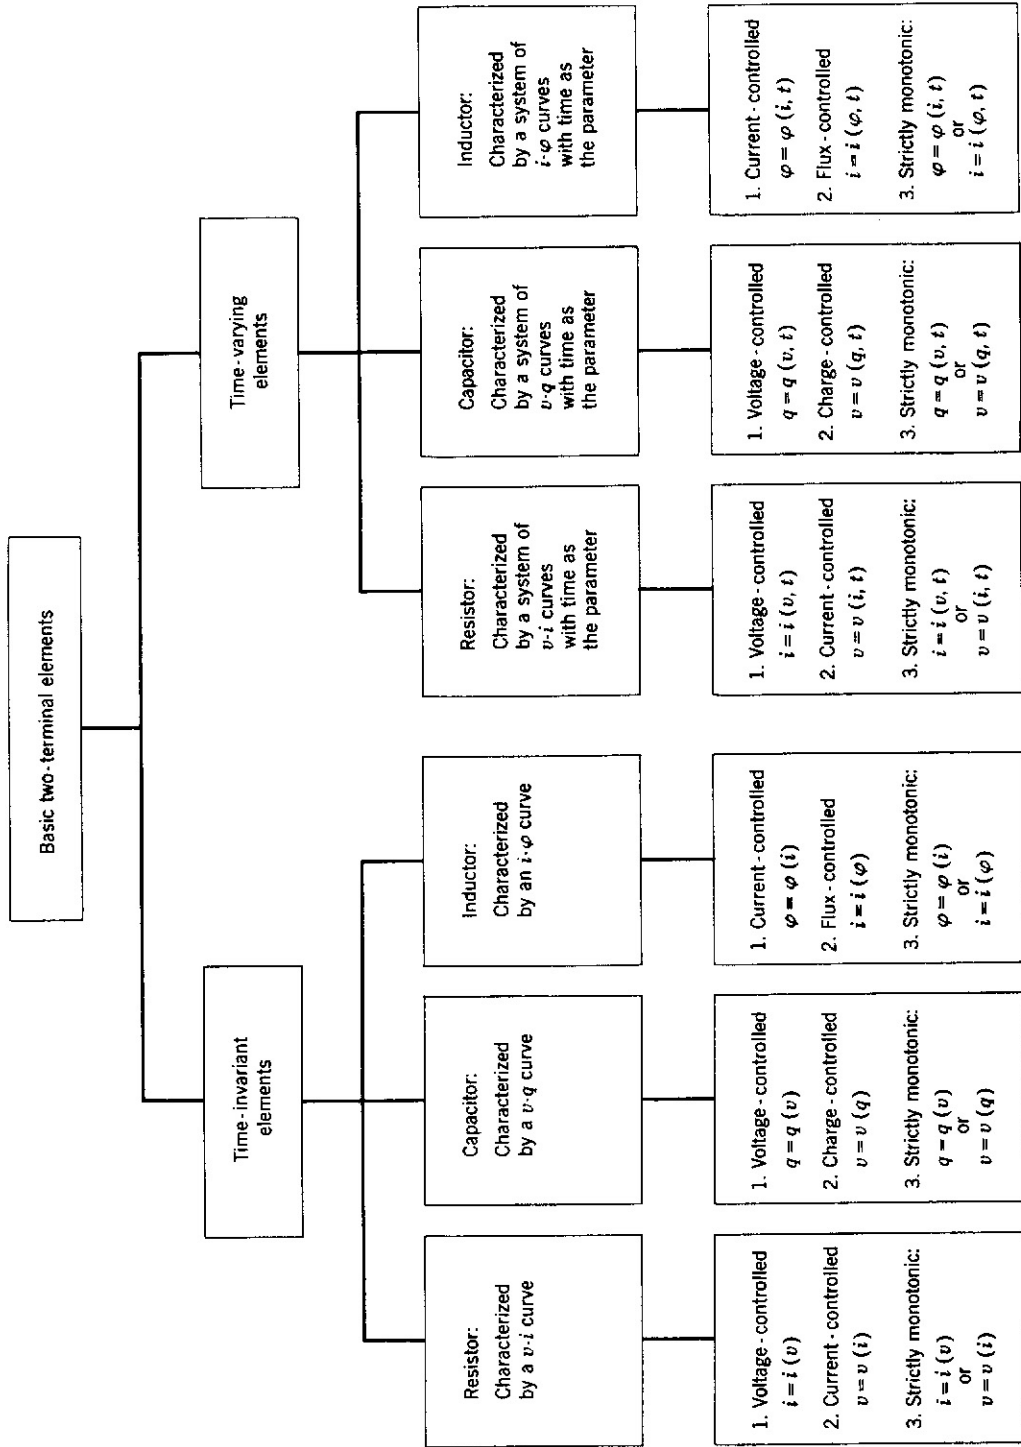 Basic two-terminal elements
Time-invariant
elements
Time-varying
elements
Resistor:
Characterized
by a v-i curve
Capacitor:
Characterized
by a v-q curve
Inductor:
Characterized
by an i-φ curve
Resistor:
Characterized
by a system of
v-i curves
with time as
the parameter
Capacitor:
Characterized
by a system of
v-q curves
with time as
the parameter
Inductor:
Characterized
by a system of
i-φ curves
with time as
the parameter
1. Voltage-controlled
i = i (v)
2. Current-controlled
v = v (i)
3. Strictly monotonic:
i = i (v)
or
v = v (i)
1. Voltage-controlled
q = q (v)
2. Charge-controlled
v = v (q)
3. Strictly monotonic:
q = q (v)
or
v = v (q)
1. Current-controlled
φ = φ (i)
2. Flux-controlled
i = i (φ)
3. Strictly monotonic:
φ = φ (i)
or
i = i (φ)
1. Voltage-controlled
i = i (v, t)
2. Current-controlled
v = v (i, t)
3. Strictly monotonic:
i = i (v, t)
or
v = v (i, t)
1. Voltage-controlled
q = q (v, t)
2. Charge-controlled
v = v (q, t)
3. Strictly monotonic:
q = q (v, t)
or
v = v (q, t)
1. Current-controlled
φ = φ (i, t)
2. Flux-controlled
i = i (φ, t)
3. Strictly monotonic:
φ = φ (i, t)
or
i = i (φ, t)